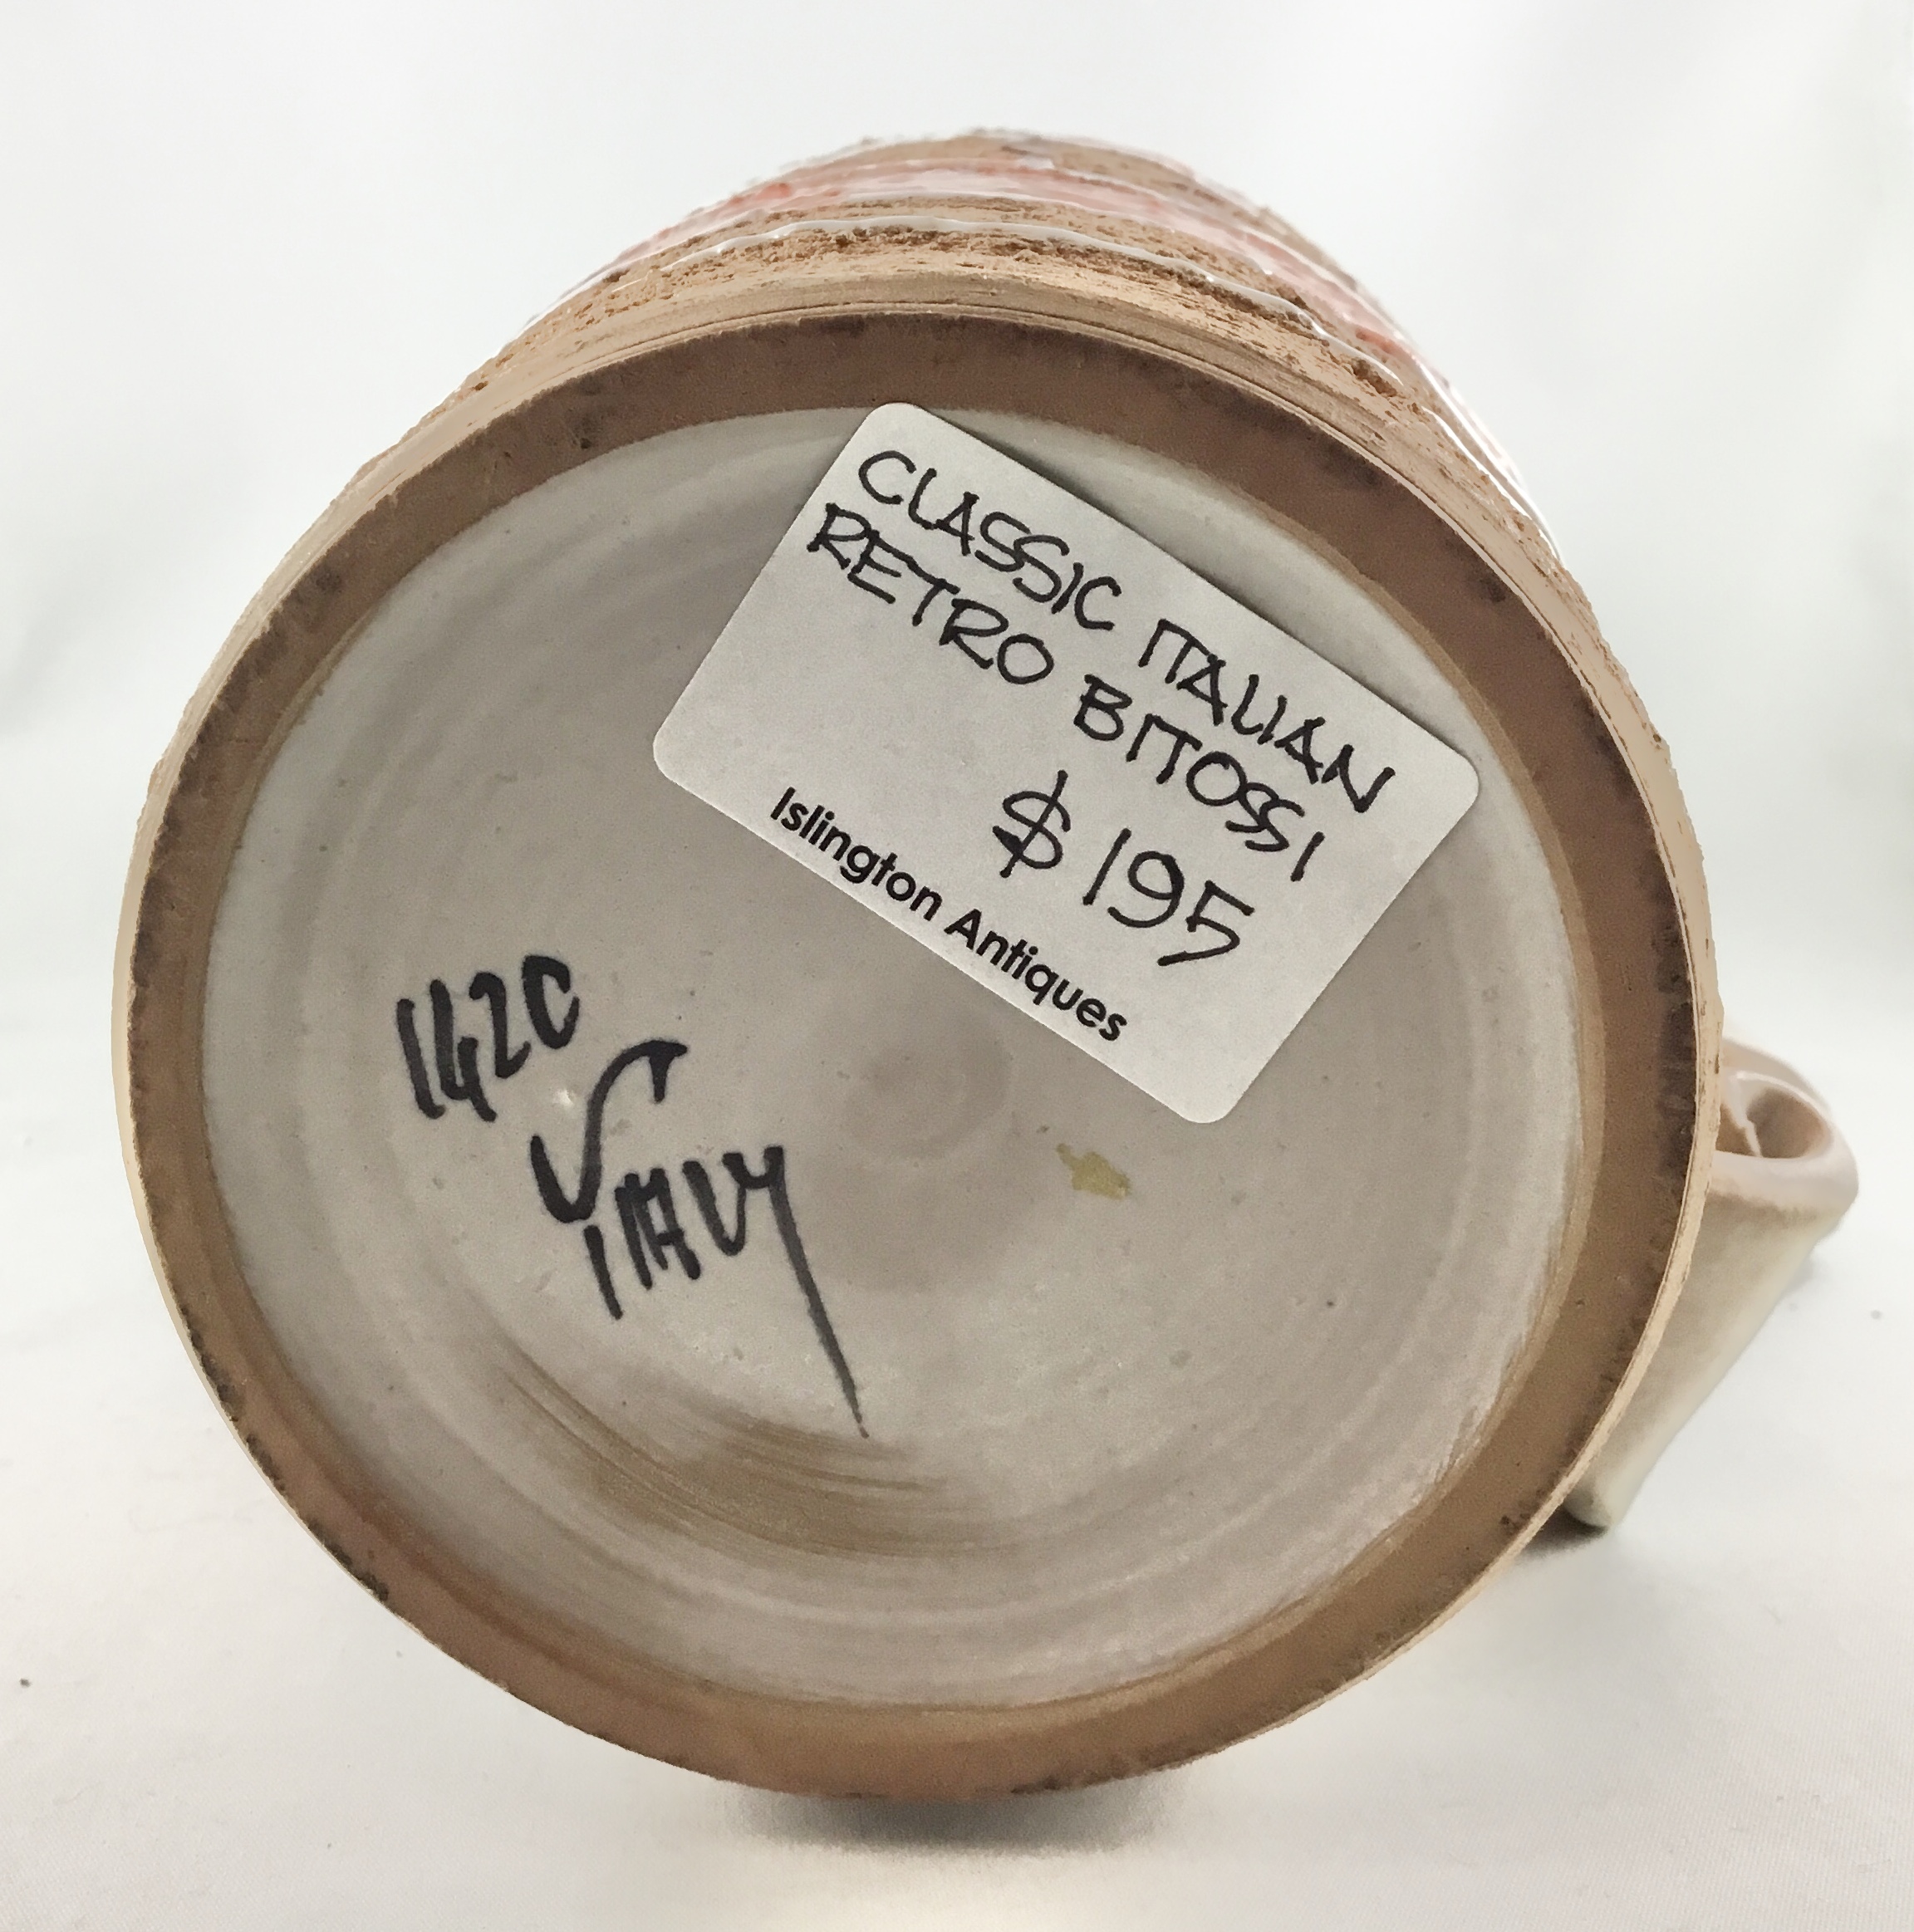 CLASSIC ITALIAN
RETRO BITOSSI
$195
Islington Antiques
142C
ITALY